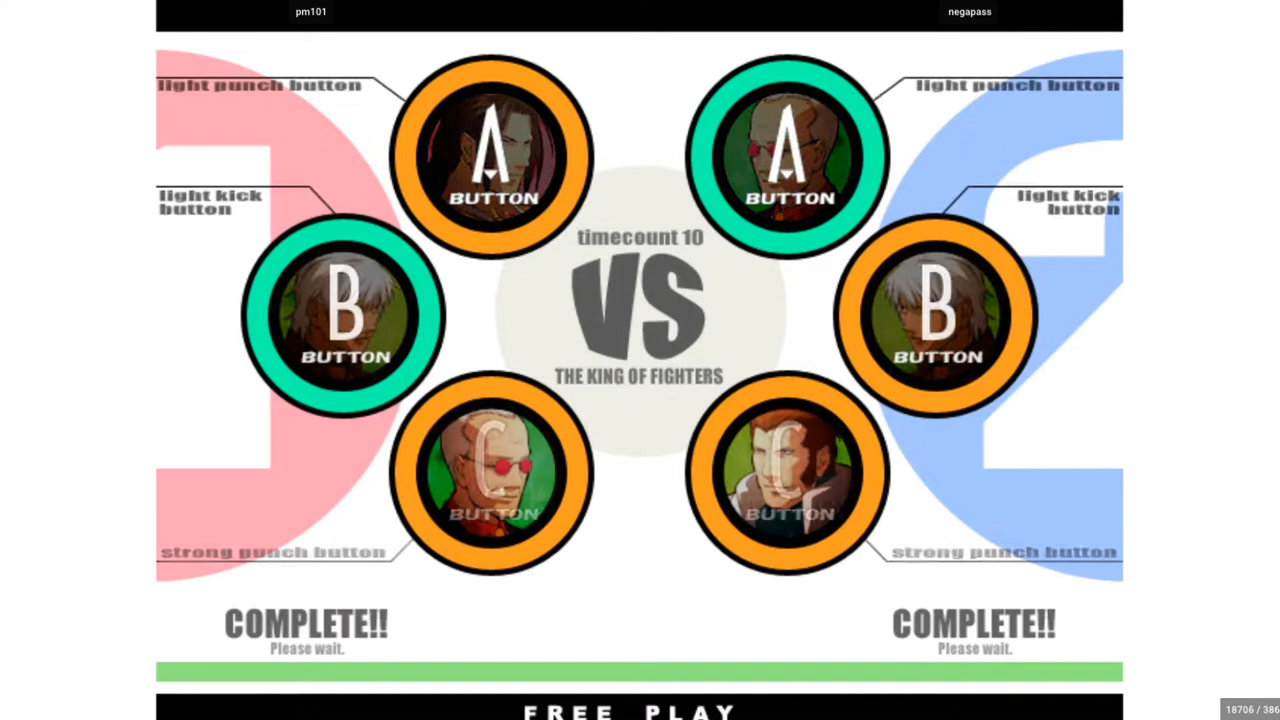 pm101
negapass
light punch button
light punch button
A
BUTTON
A
BUTTON
light kick
button
light kick
button
timecount 10
VS
THE KING OF FIGHTERS
B
BUTTON
B
BUTTON
C
BUTTON
C
BUTTON
strong punch button
strong punch button
COMPLETE!!
Please wait.
COMPLETE!!
Please wait.
FREE PLAY
18706 / 386